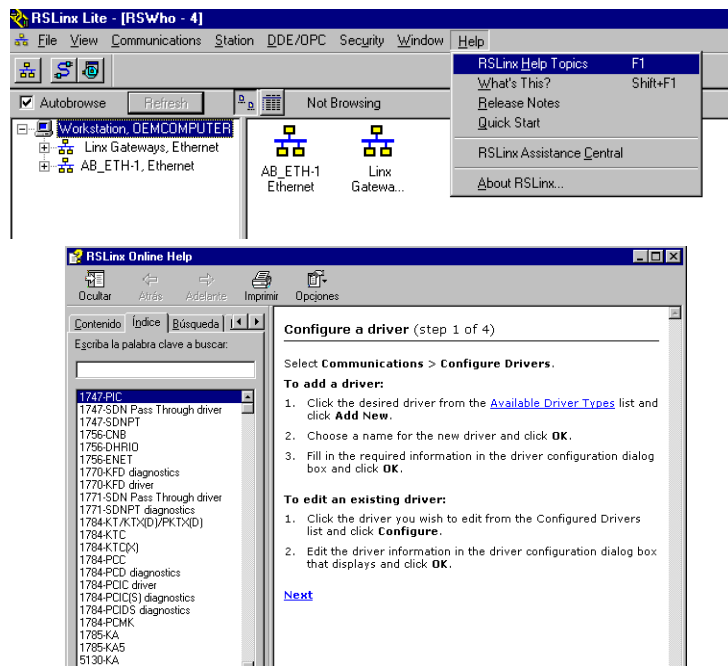 RSLinx Lite - [RSWho - 4]
File View Communications Station DDE/OPC Security Window Help
RSLinx Help Topics F1
What's This? Shift+F1
Release Notes
Quick Start
RSLinx Assistance Central
About RSLinx...
Autobrowse Refresh Not Browsing
Workstation, OEMCOMPUTER
Linx Gateways, Ethernet
AB_ETH-1, Ethernet
AB_ETH-1
Ethernet
Linx
Gatewa...
RSLinx Online Help
Ocultar Atrás Adelante Imprimir Opciones
Contenido Índice Búsqueda
Escriba la palabra clave a buscar:
1747-PIC
1747-SDN Pass Through driver
1747-SDNPT
1756-CNB
1756-DHRIO
1756-ENET
1770-KFD diagnostics
1770-KFD driver
1771-SDN Pass Through driver
1771-SDNPT diagnostics
1784-KT/KTX(D)/PKTX(D)
1784-KTC
1784-KTC(X)
1784-PCC
1784-PCD diagnostics
1784-PCIC driver
1784-PCIC(S) diagnostics
1784-PCIDS diagnostics
1784-PCMK
1785-KA
1785-KA5
5130-KA
Configure a driver (step 1 of 4)
Select Communications > Configure Drivers.
To add a driver:
1. Click the desired driver from the Available Driver Types list and
click Add New.
2. Choose a name for the new driver and click OK.
3. Fill in the required information in the driver configuration dialog
box and click OK.
To edit an existing driver:
1. Click the driver you wish to edit from the Configured Drivers
list and click Configure.
2. Edit the driver information in the driver configuration dialog box
that displays and click OK.
Next